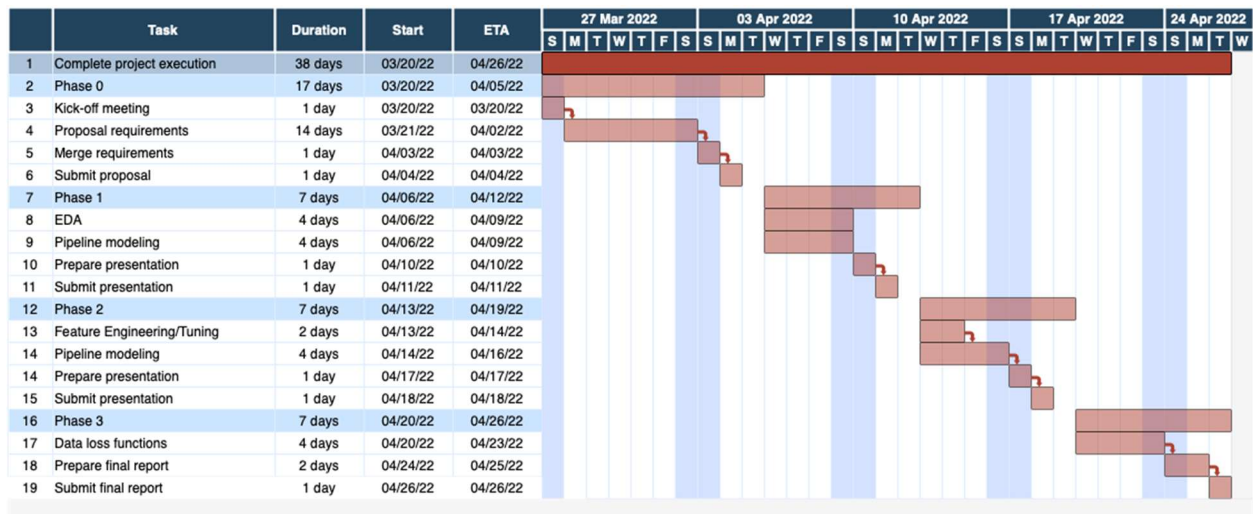 27 Mar 2022 03 Apr 2022 10 Apr 2022 17 Apr 2022 24 Apr 2022
Task Duration Start ETA
S M T W T F S S M T W T F S S M T W T F S S M T W T F S S M T W
1 Complete project execution 38 days 03/20/22 04/26/22
2 Phase 0 17 days 03/20/22 04/05/22
3 Kick-off meeting 1 day 03/20/22 03/20/22
4 Proposal requirements 14 days 03/21/22 04/02/22
5 Merge requirements 1 day 04/03/22 04/03/22
6 Submit proposal 1 day 04/04/22 04/04/22
7 Phase 1 7 days 04/06/22 04/12/22
8 EDA 4 days 04/06/22 04/09/22
9 Pipeline modeling 4 days 04/06/22 04/09/22
10 Prepare presentation 1 day 04/10/22 04/10/22
11 Submit presentation 1 day 04/11/22 04/11/22
12 Phase 2 7 days 04/13/22 04/19/22
13 Feature Engineering/Tuning 2 days 04/13/22 04/14/22
14 Pipeline modeling 4 days 04/14/22 04/16/22
14 Prepare presentation 1 day 04/17/22 04/17/22
15 Submit presentation 1 day 04/18/22 04/18/22
16 Phase 3 7 days 04/20/22 04/26/22
17 Data loss functions 4 days 04/20/22 04/23/22
18 Prepare final report 2 days 04/24/22 04/25/22
19 Submit final report 1 day 04/26/22 04/26/22